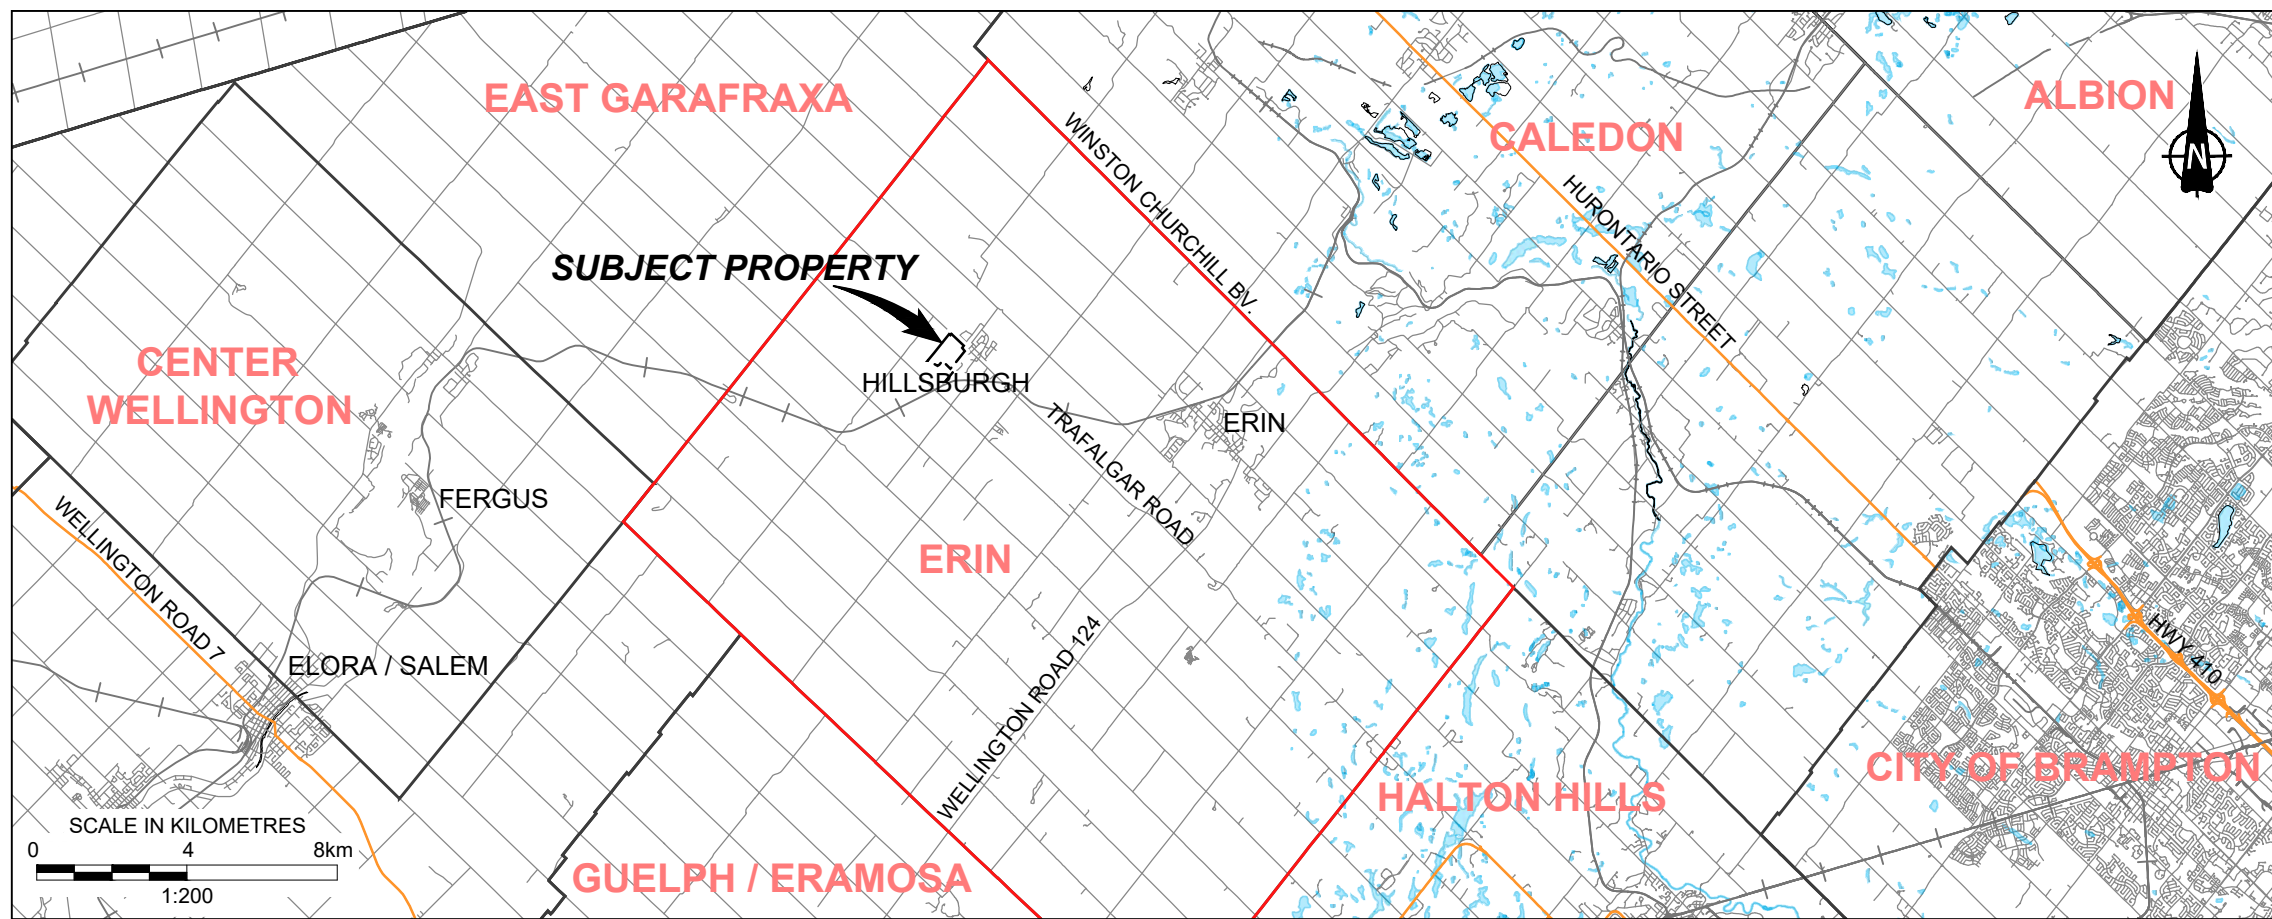 EAST GARAFRAXA
ALBION
CALEDON
WINSTON CHURCHILL BV.
N
HURONTARIO STREET
SUBJECT PROPERTY
CENTER
WELLINGTON
HILLSBURGH
TRAFALGAR ROAD
ERIN
FERGUS
WELLINGTON ROAD 7
ERIN
ELORA / SALEM
WELLINGTON ROAD 124
HWY 410
CITY OF BRAMPTON
HALTON HILLS
GUELPH / ERAMOSA
SCALE IN KILOMETRES
0 4 8km
1:200